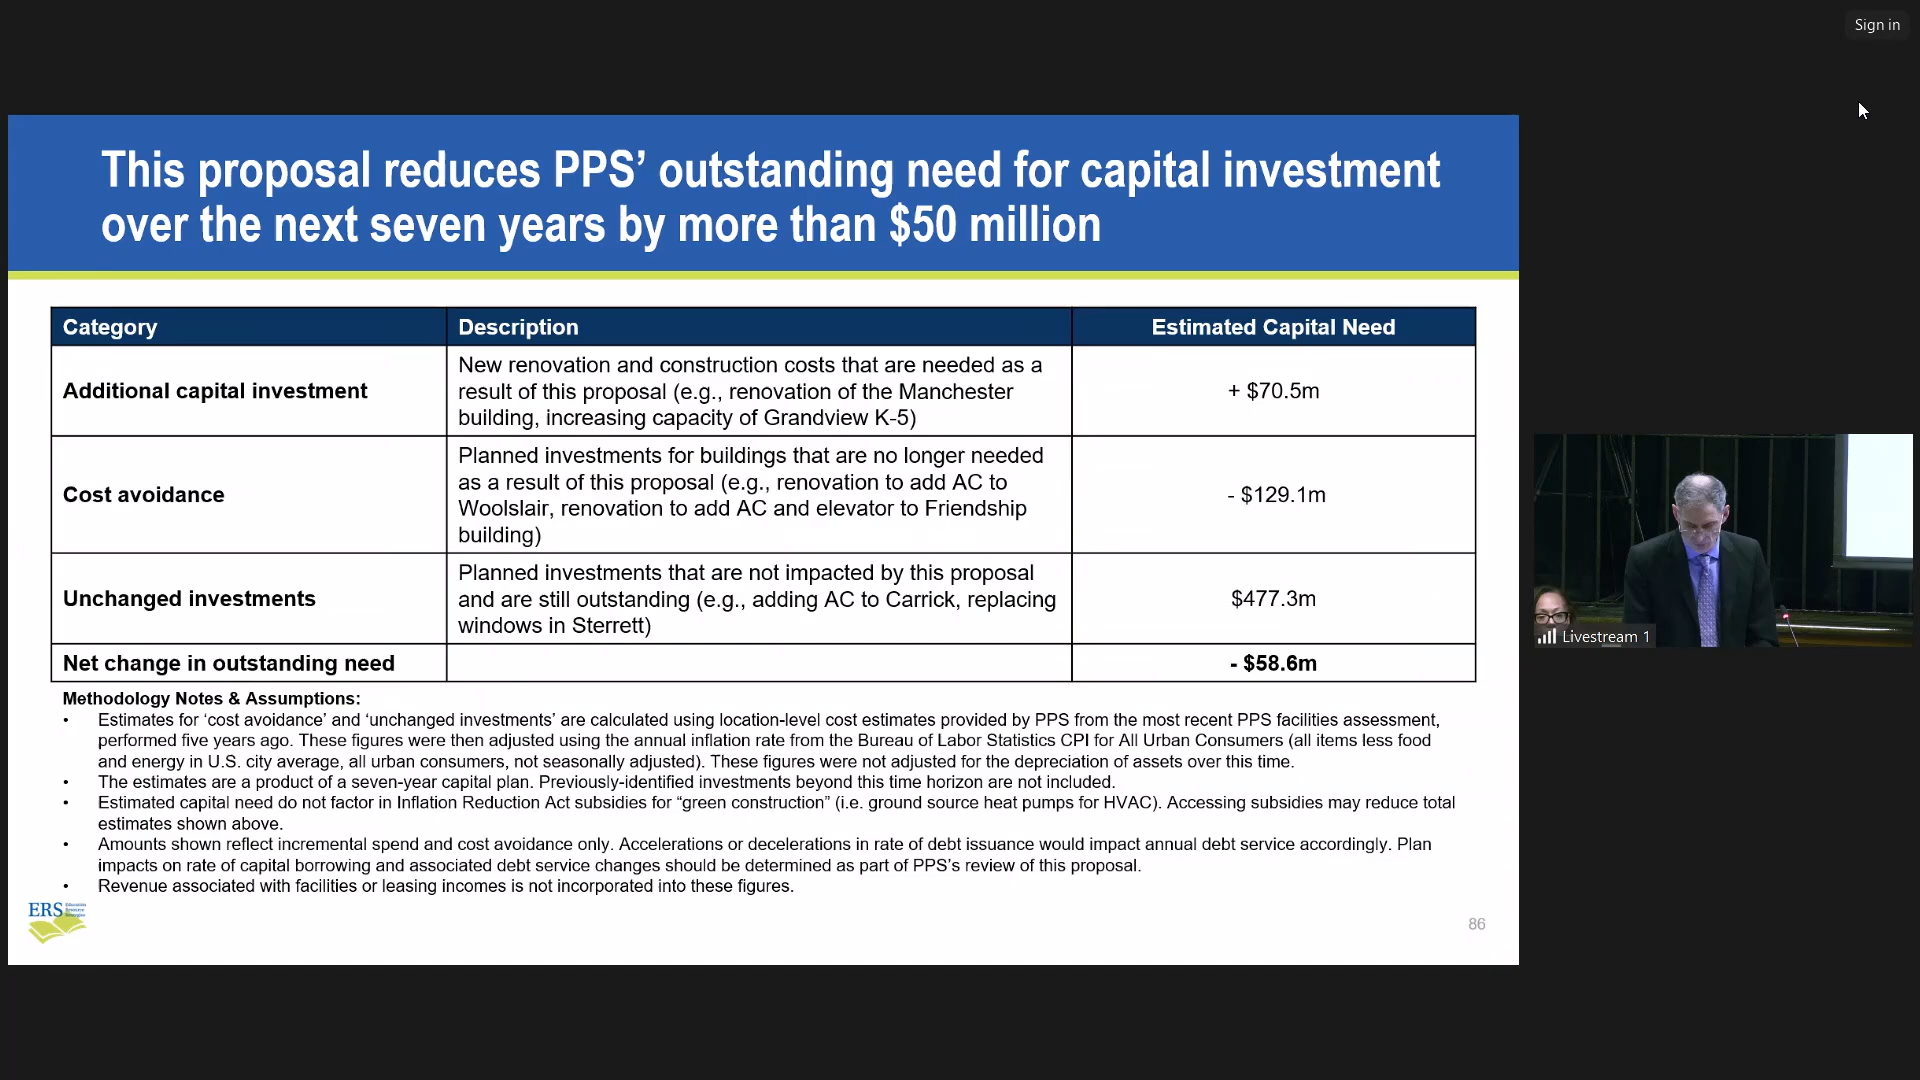 Sign in
This proposal reduces PPS’ outstanding need for capital investment
over the next seven years by more than $50 million
Category
Description
Estimated Capital Need
Additional capital investment
New renovation and construction costs that are needed as a
result of this proposal (e.g., renovation of the Manchester
building, increasing capacity of Grandview K-5)
+ $70.5m
Cost avoidance
Planned investments for buildings that are no longer needed
as a result of this proposal (e.g., renovation to add AC to
Woolslair, renovation to add AC and elevator to Friendship
building)
- $129.1m
Unchanged investments
Planned investments that are not impacted by this proposal
and are still outstanding (e.g., adding AC to Carrick, replacing
windows in Sterrett)
$477.3m
Net change in outstanding need
- $58.6m
Methodology Notes & Assumptions:
• Estimates for ‘cost avoidance’ and ‘unchanged investments’ are calculated using location-level cost estimates provided by PPS from the most recent PPS facilities assessment,
performed five years ago. These figures were then adjusted using the annual inflation rate from the Bureau of Labor Statistics CPI for All Urban Consumers (all items less food
and energy in U.S. city average, all urban consumers, not seasonally adjusted). These figures were not adjusted for the depreciation of assets over this time.
• The estimates are a product of a seven-year capital plan. Previously-identified investments beyond this time horizon are not included.
• Estimated capital need do not factor in Inflation Reduction Act subsidies for “green construction” (i.e. ground source heat pumps for HVAC). Accessing subsidies may reduce total
estimates shown above.
• Amounts shown reflect incremental spend and cost avoidance only. Accelerations or decelerations in rate of debt issuance would impact annual debt service accordingly. Plan
impacts on rate of capital borrowing and associated debt service changes should be determined as part of PPS’s review of this proposal.
• Revenue associated with facilities or leasing incomes is not incorporated into these figures.
ERS
86
Livestream 1